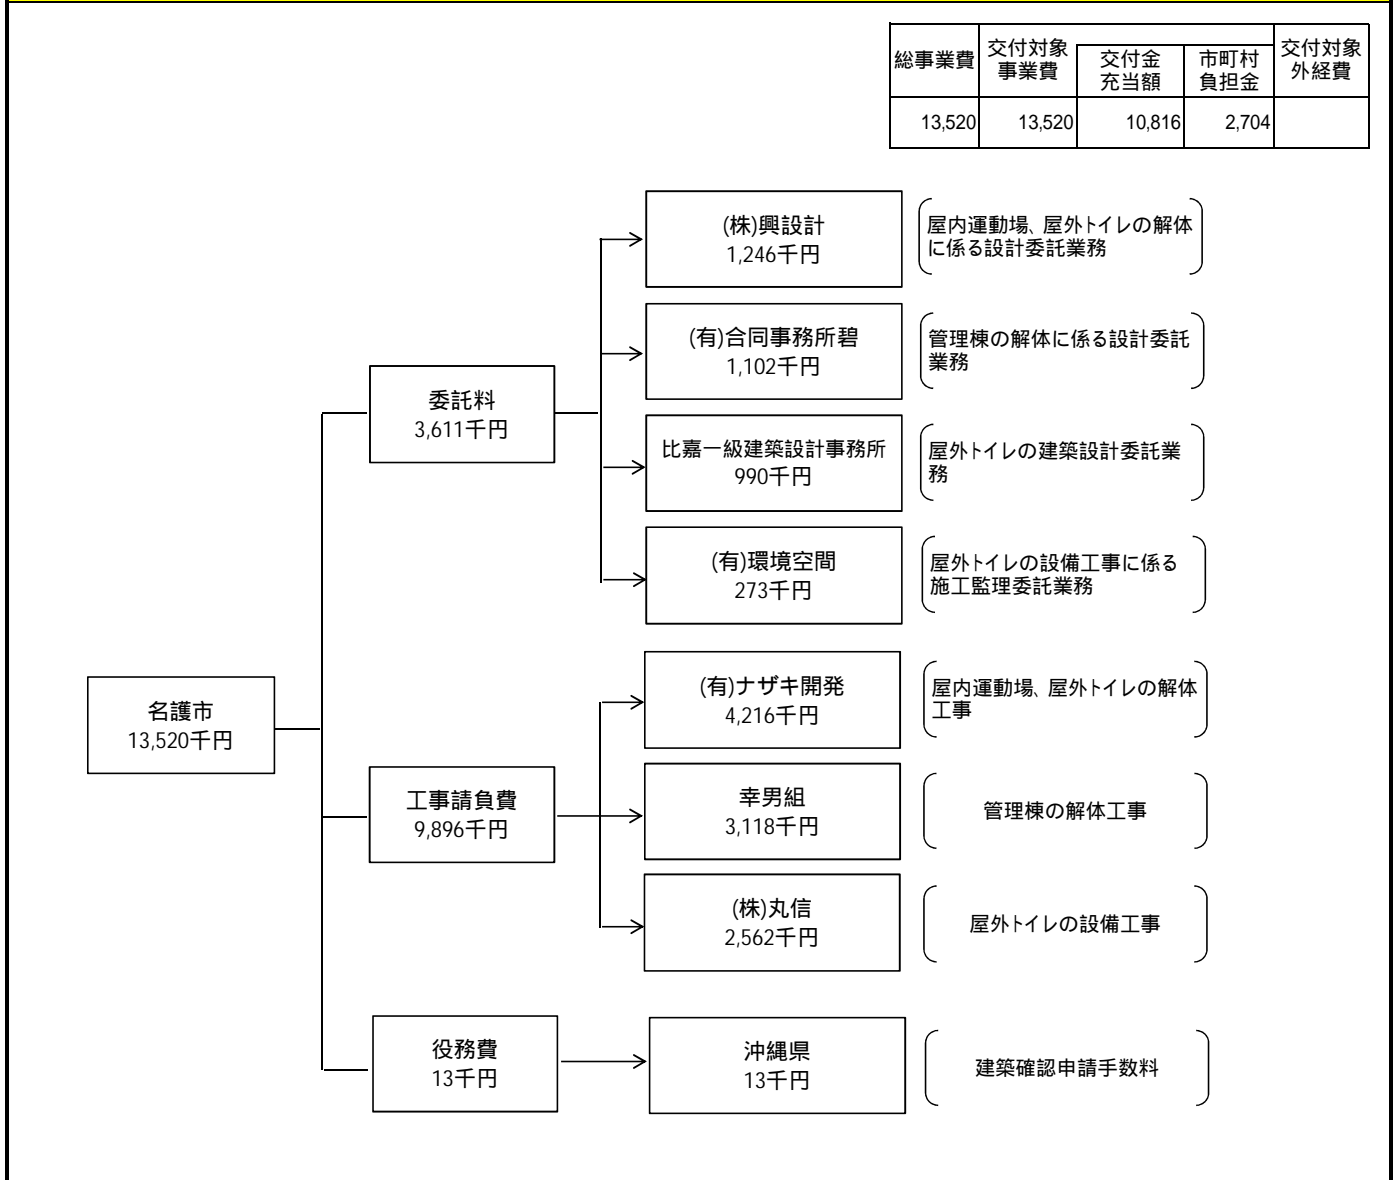 総事業費
交付対象
事業費
交付金
充当額
市町村
負担金
交付対象
外経費
13,520
13,520
10,816
2,704
(株)興設計
1,246千円
屋内運動場、屋外トイレの解体
に係る設計委託業務
(有)合同事務所碧
1,102千円
管理棟の解体に係る設計委託
業務
委託料
3,611千円
比嘉一級建築設計事務所
990千円
屋外トイレの建築設計委託業
務
(有)環境空間
273千円
屋外トイレの設備工事に係る
施工監理委託業務
名護市
13,520千円
(有)ナザキ開発
4,216千円
屋内運動場、屋外トイレの解体
工事
工事請負費
9,896千円
幸男組
3,118千円
管理棟の解体工事
(株)丸信
2,562千円
屋外トイレの設備工事
役務費
13千円
沖縄県
13千円
建築確認申請手数料